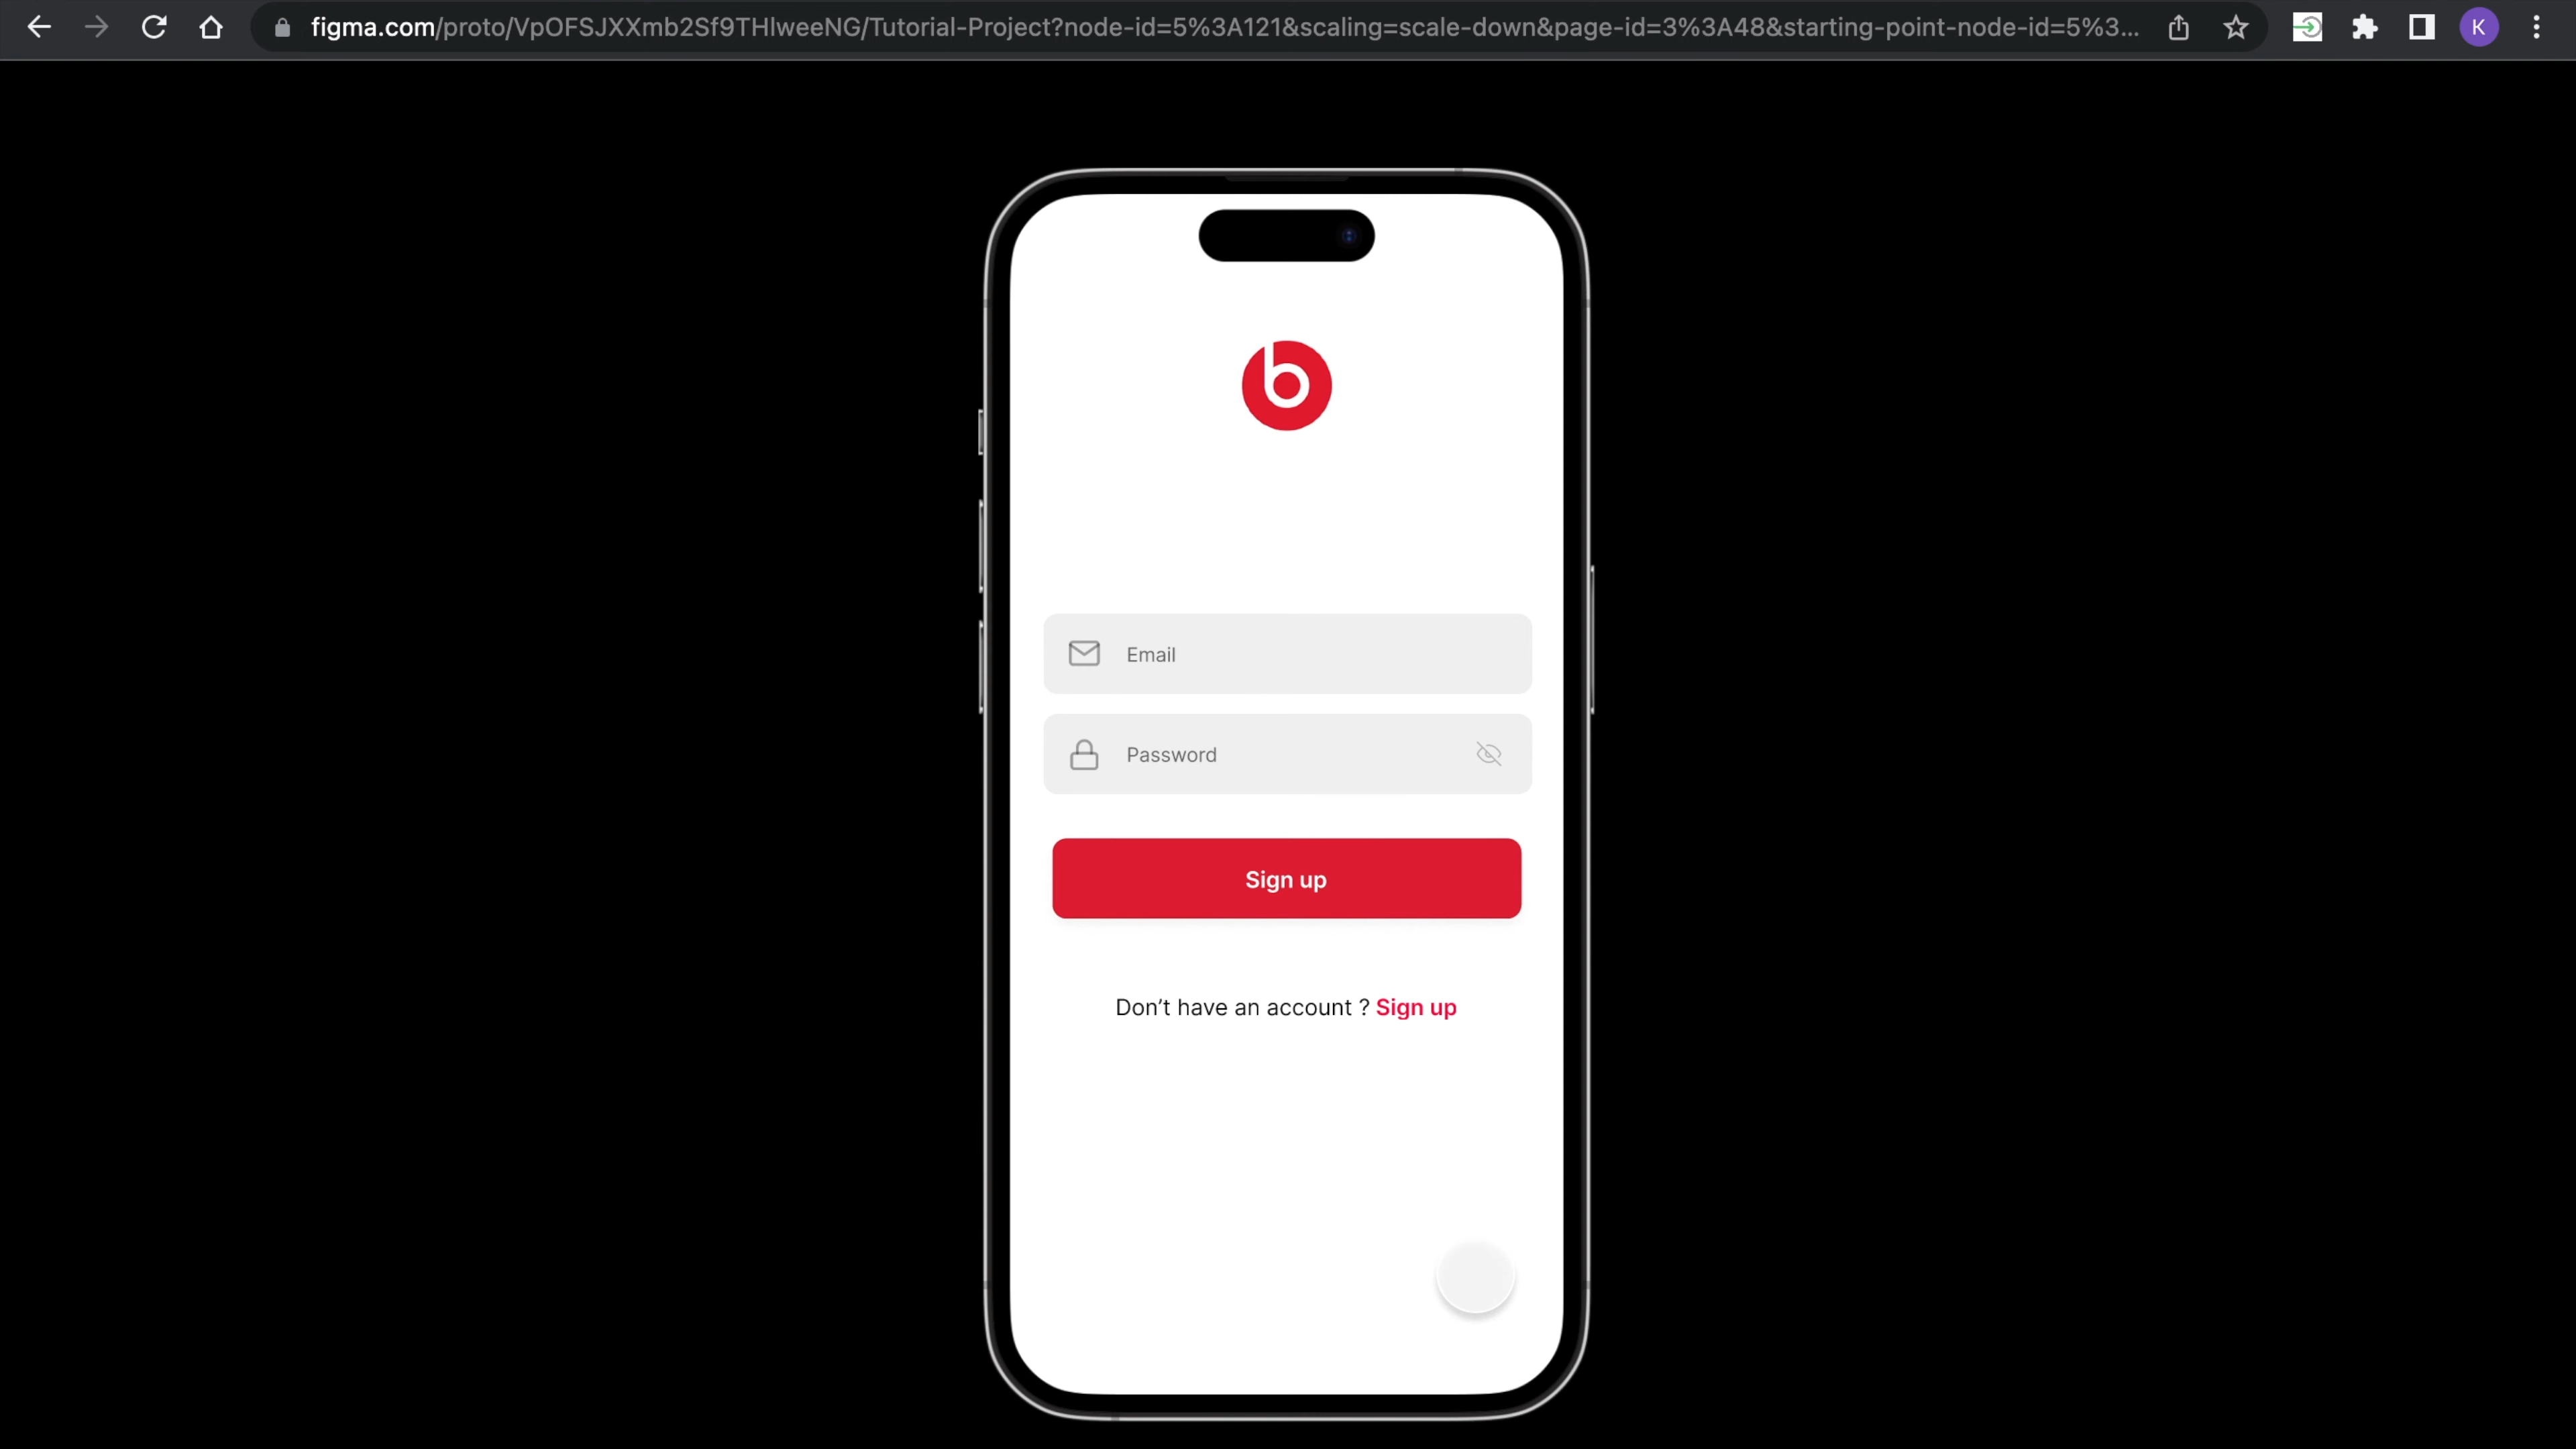 figma.com/proto/VpOFSJXXmb2Sf9THlweeNG/Tutorial-Project?node-id=5%3A121&scaling=scale-down&page-id=3%3A48&starting-point-node-id=5%3...
K
b
Email
Password
Sign up
Don’t have an account ? Sign up